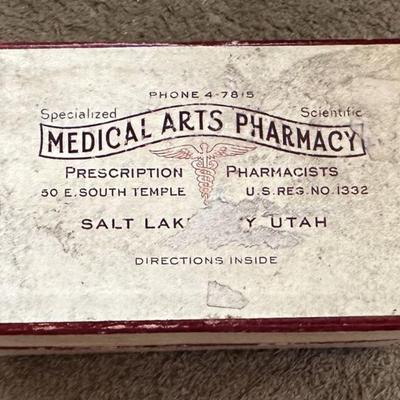 PHONE 4-7815
Specialized Scientific
MEDICAL ARTS PHARMACY
PRESCRIPTION PHARMACISTS
50 E. SOUTH TEMPLE U.S. REG. NO. 1332
SALT LAK Y, UTAH
DIRECTIONS INSIDE